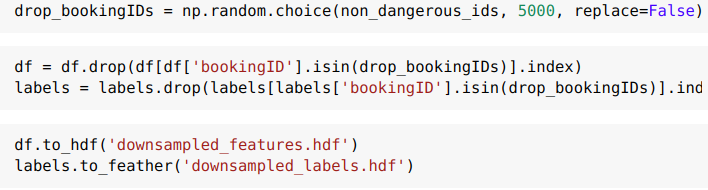 drop_bookingIDs = np.random.choice(non_dangerous_ids, 5000, replace=False)
df = df.drop(df[df['bookingID'].isin(drop_bookingIDs)].index)
labels = labels.drop(labels[labels['bookingID'].isin(drop_bookingIDs)].ind
df.to_hdf('downsampled_features.hdf')
labels.to_feather('downsampled_labels.hdf')